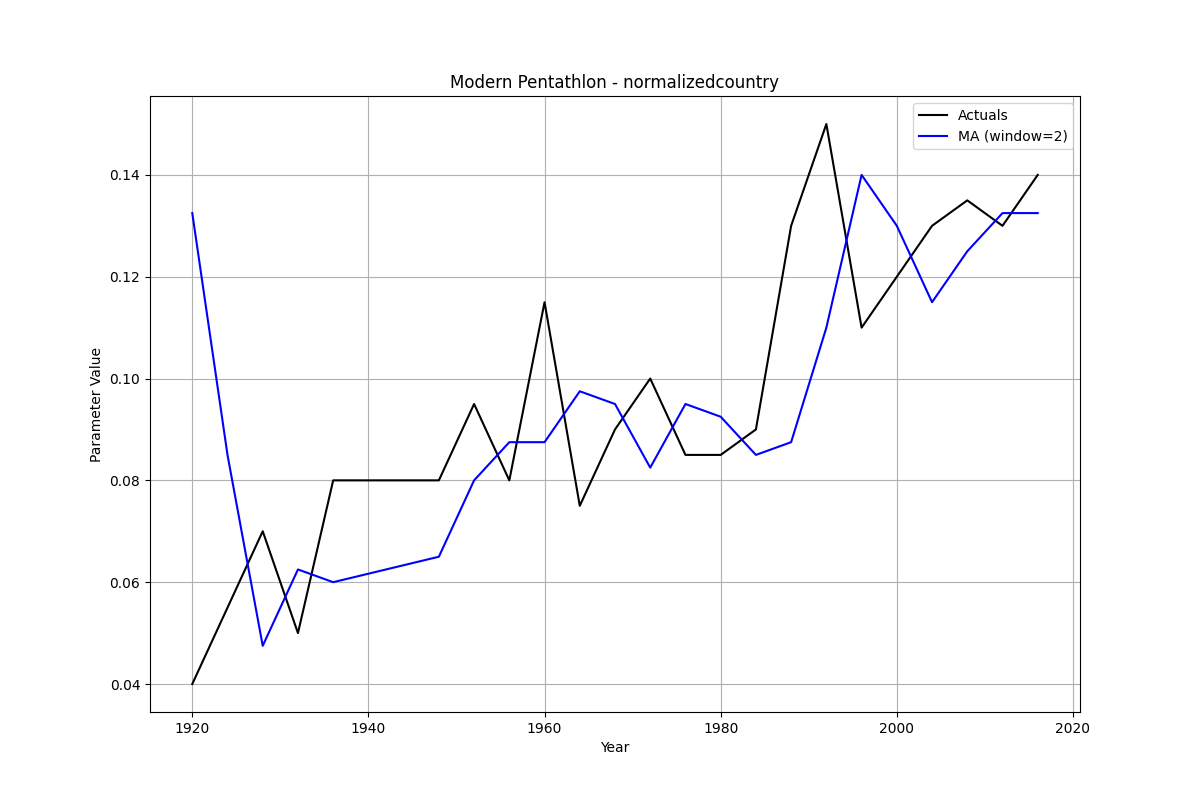 Modern Pentathlon - normalizedcountry
Actuals
MA (window=2)
0.14
0.12
0.10
0.08
0.06
0.04
Parameter Value
1920 1940 1960 1980 2000 2020
Year